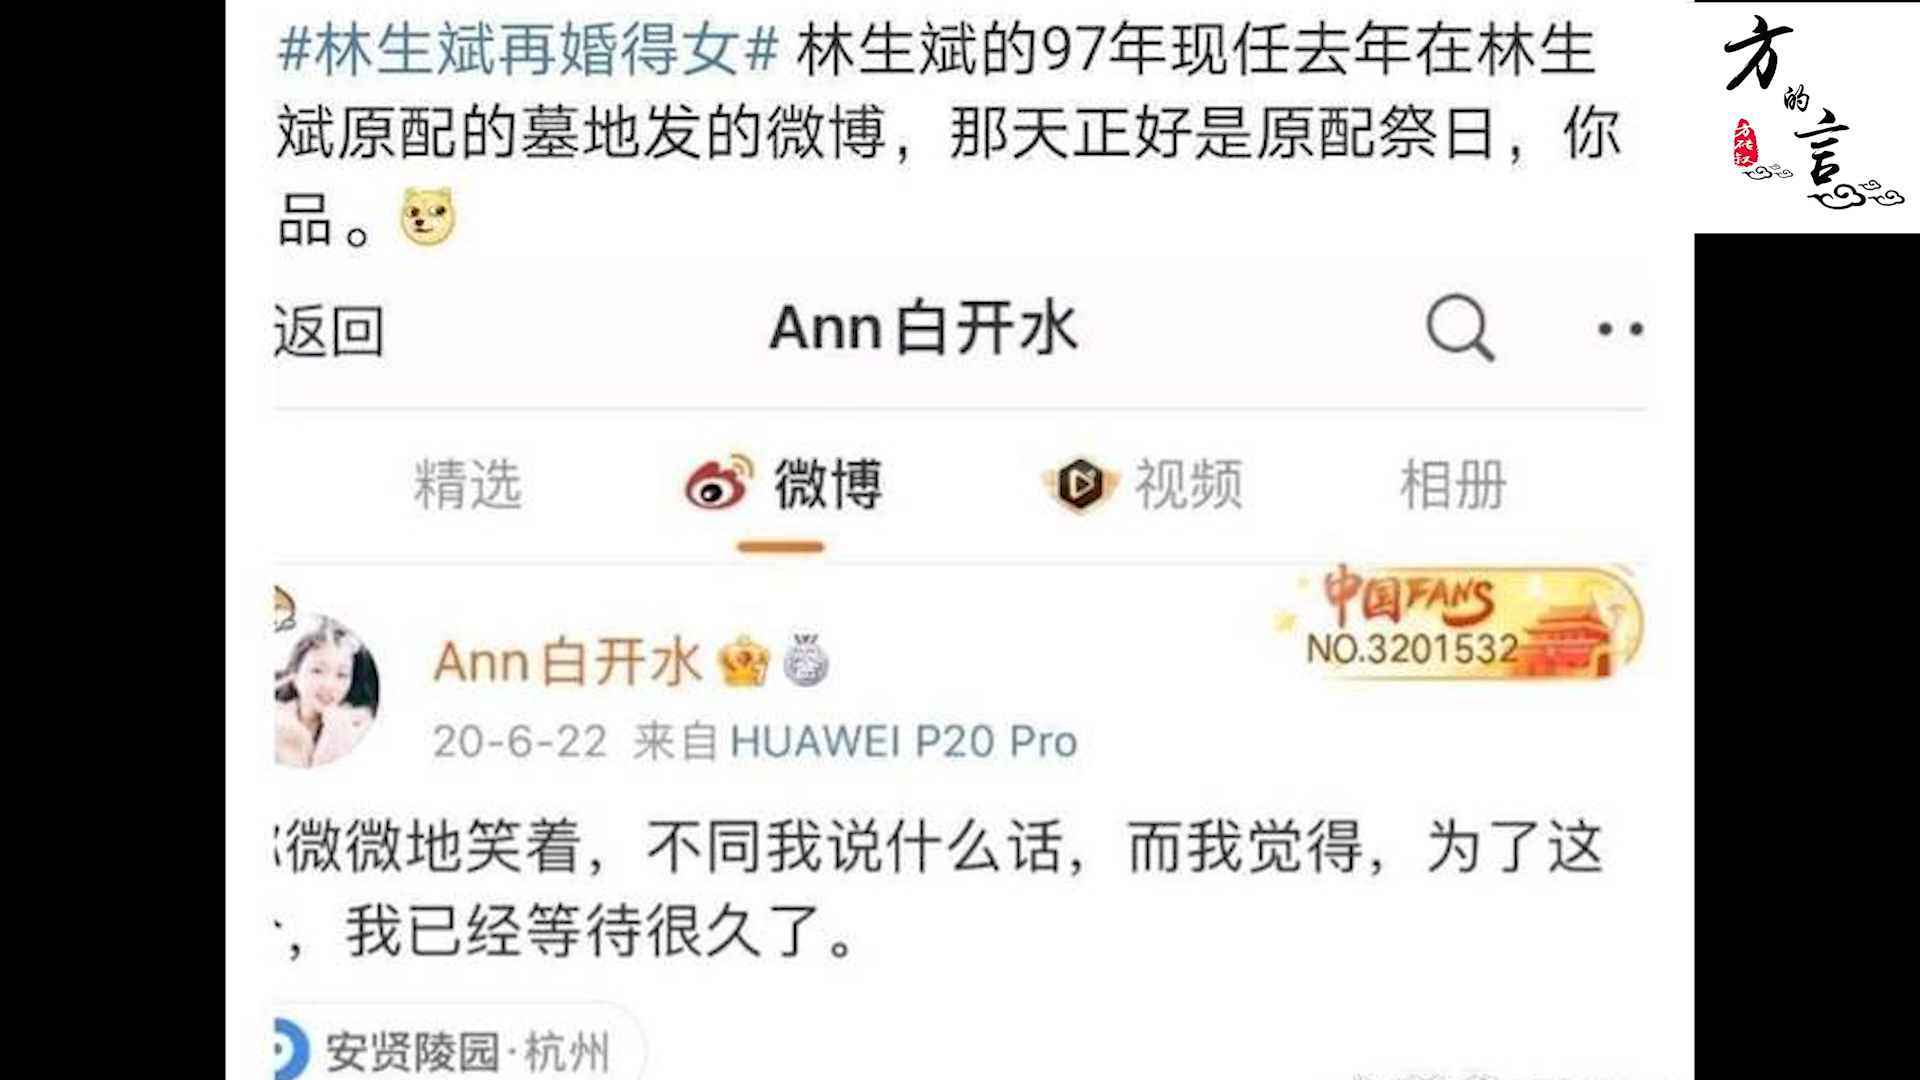 #林生斌再婚得女# 林生斌的97年现任去年在林生
斌原配的墓地发的微博，那天正好是原配祭日，你
品。
方的言
方砖叔
返回
Ann白开水
精选
微博
视频
相册
Ann白开水
中国FANS
NO.3201532
20-6-22 来自 HUAWEI P20 Pro
微微地笑着，不同我说什么话，而我觉得，为了这
，我已经等待很久了。
安贤陵园·杭州